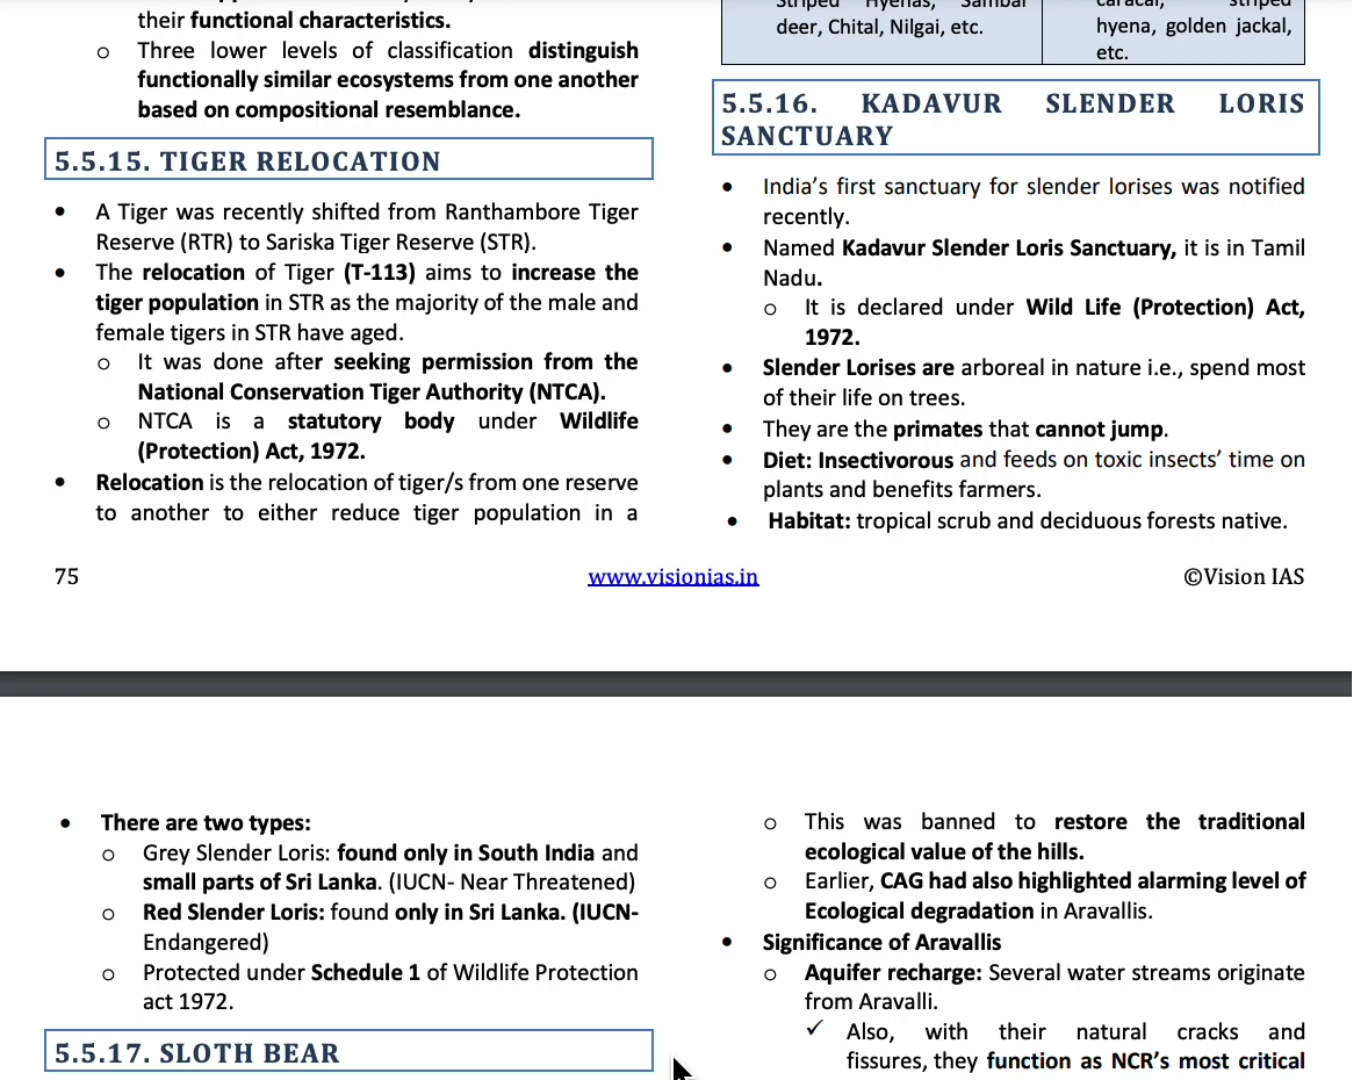 their functional characteristics.
o Three lower levels of classification distinguish
functionally similar ecosystems from one another
based on compositional resemblance.
5.5.15. TIGER RELOCATION
• A Tiger was recently shifted from Ranthambore Tiger
Reserve (RTR) to Sariska Tiger Reserve (STR).
• The relocation of Tiger (T-113) aims to increase the
tiger population in STR as the majority of the male and
female tigers in STR have aged.
o It was done after seeking permission from the
National Conservation Tiger Authority (NTCA).
o NTCA is a statutory body under Wildlife
(Protection) Act, 1972.
• Relocation is the relocation of tiger/s from one reserve
to another to either reduce tiger population in a
Striped Hyenas, Sambar
deer, Chital, Nilgai, etc.
caracal, striped
hyena, golden jackal,
etc.
5.5.16. KADAVUR SLENDER LORIS
SANCTUARY
• India’s first sanctuary for slender lorises was notified
recently.
• Named Kadavur Slender Loris Sanctuary, it is in Tamil
Nadu.
o It is declared under Wild Life (Protection) Act,
1972.
• Slender Lorises are arboreal in nature i.e., spend most
of their life on trees.
• They are the primates that cannot jump.
• Diet: Insectivorous and feeds on toxic insects’ time on
plants and benefits farmers.
• Habitat: tropical scrub and deciduous forests native.
75
www.visionias.in
©Vision IAS
• There are two types:
o Grey Slender Loris: found only in South India and
small parts of Sri Lanka. (IUCN- Near Threatened)
o Red Slender Loris: found only in Sri Lanka. (IUCN-
Endangered)
o Protected under Schedule 1 of Wildlife Protection
act 1972.
5.5.17. SLOTH BEAR
o This was banned to restore the traditional
ecological value of the hills.
o Earlier, CAG had also highlighted alarming level of
Ecological degradation in Aravallis.
• Significance of Aravallis
o Aquifer recharge: Several water streams originate
from Aravalli.
✓ Also, with their natural cracks and
fissures, they function as NCR’s most critical